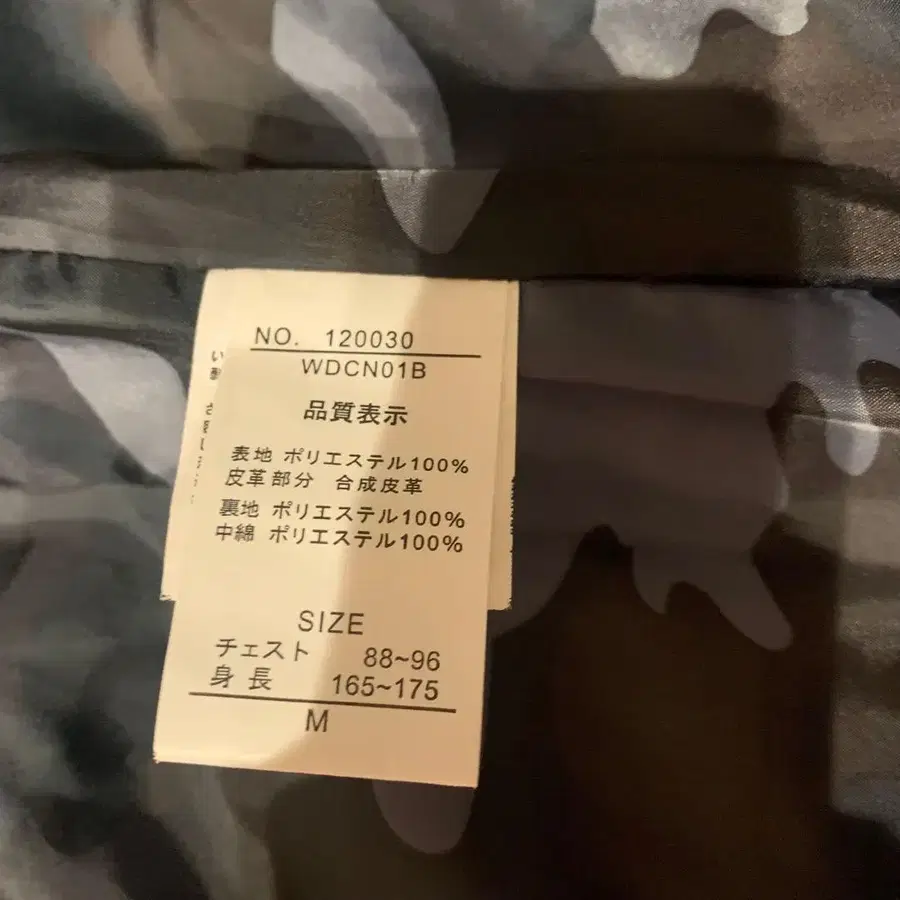 NO. 120030
WDCN01B
品質表示
表地 ポリエステル100%
皮革部分 合成皮革
裏地 ポリエステル100%
中綿 ポリエステル100%
SIZE
チェスト 88~96
身長 165~175
M